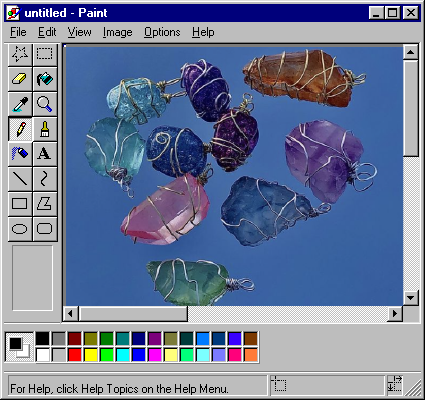 untitled - Paint
File Edit View Image Options Help
A
For Help, click Help Topics on the Help Menu.